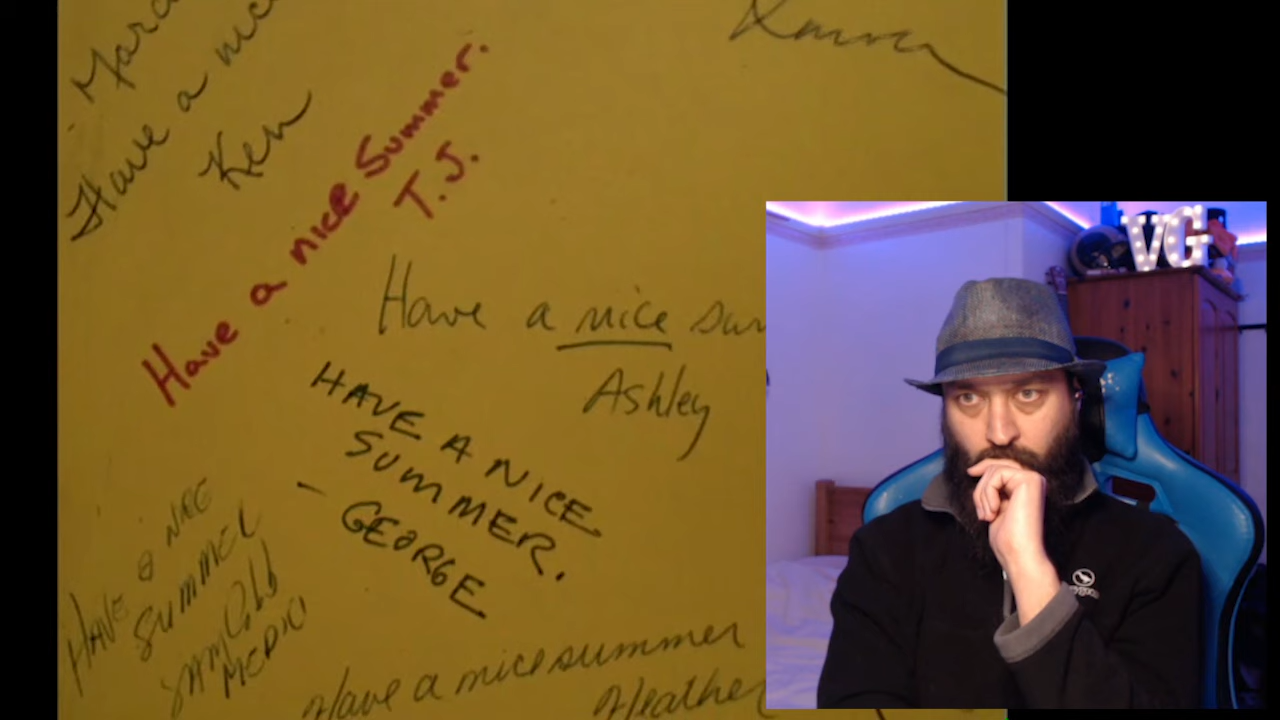 Have a nice
Ken
Have a nice Summer.
T.J.
Have a nice
Ashley
HAVE A NICE
SUMMER.
- GEORGE
HAVE a NICE
SUMMER
Have a nice summer
Heather
VG